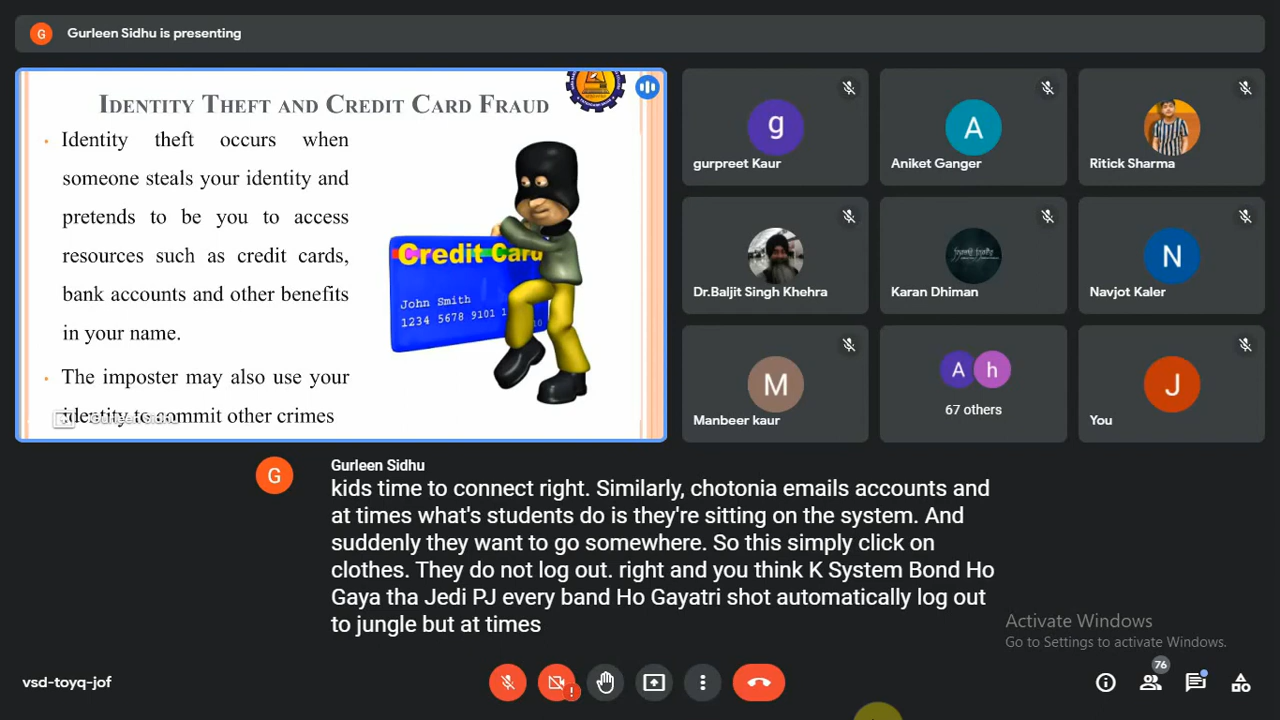 G Gurleen Sidhu is presenting
IDENTITY THEFT AND CREDIT CARD FRAUD
• Identity theft occurs when
someone steals your identity and
pretends to be you to access
resources such as credit cards,
bank accounts and other benefits
in your name.
• The imposter may also use your
identity to commit other crimes
Gurleen Sidhu
Credit Card
John Smith
1234 5678 9101 1
10
g
gurpreet Kaur
A
Aniket Ganger
Ritick Sharma
Dr.Baljit Singh Khehra
Karan Dhiman
N
Navjot Kaler
M
Manbeer kaur
A h
67 others
J
You
G
Gurleen Sidhu
kids time to connect right. Similarly, chotonia emails accounts and
at times what's students do is they're sitting on the system. And
suddenly they want to go somewhere. So this simply click on
clothes. They do not log out. right and you think K System Bond Ho
Gaya tha Jedi PJ every band Ho Gayatri shot automatically log out
to jungle but at times
Activate Windows
Go to Settings to activate Windows.
vsd-toyq-jof
76